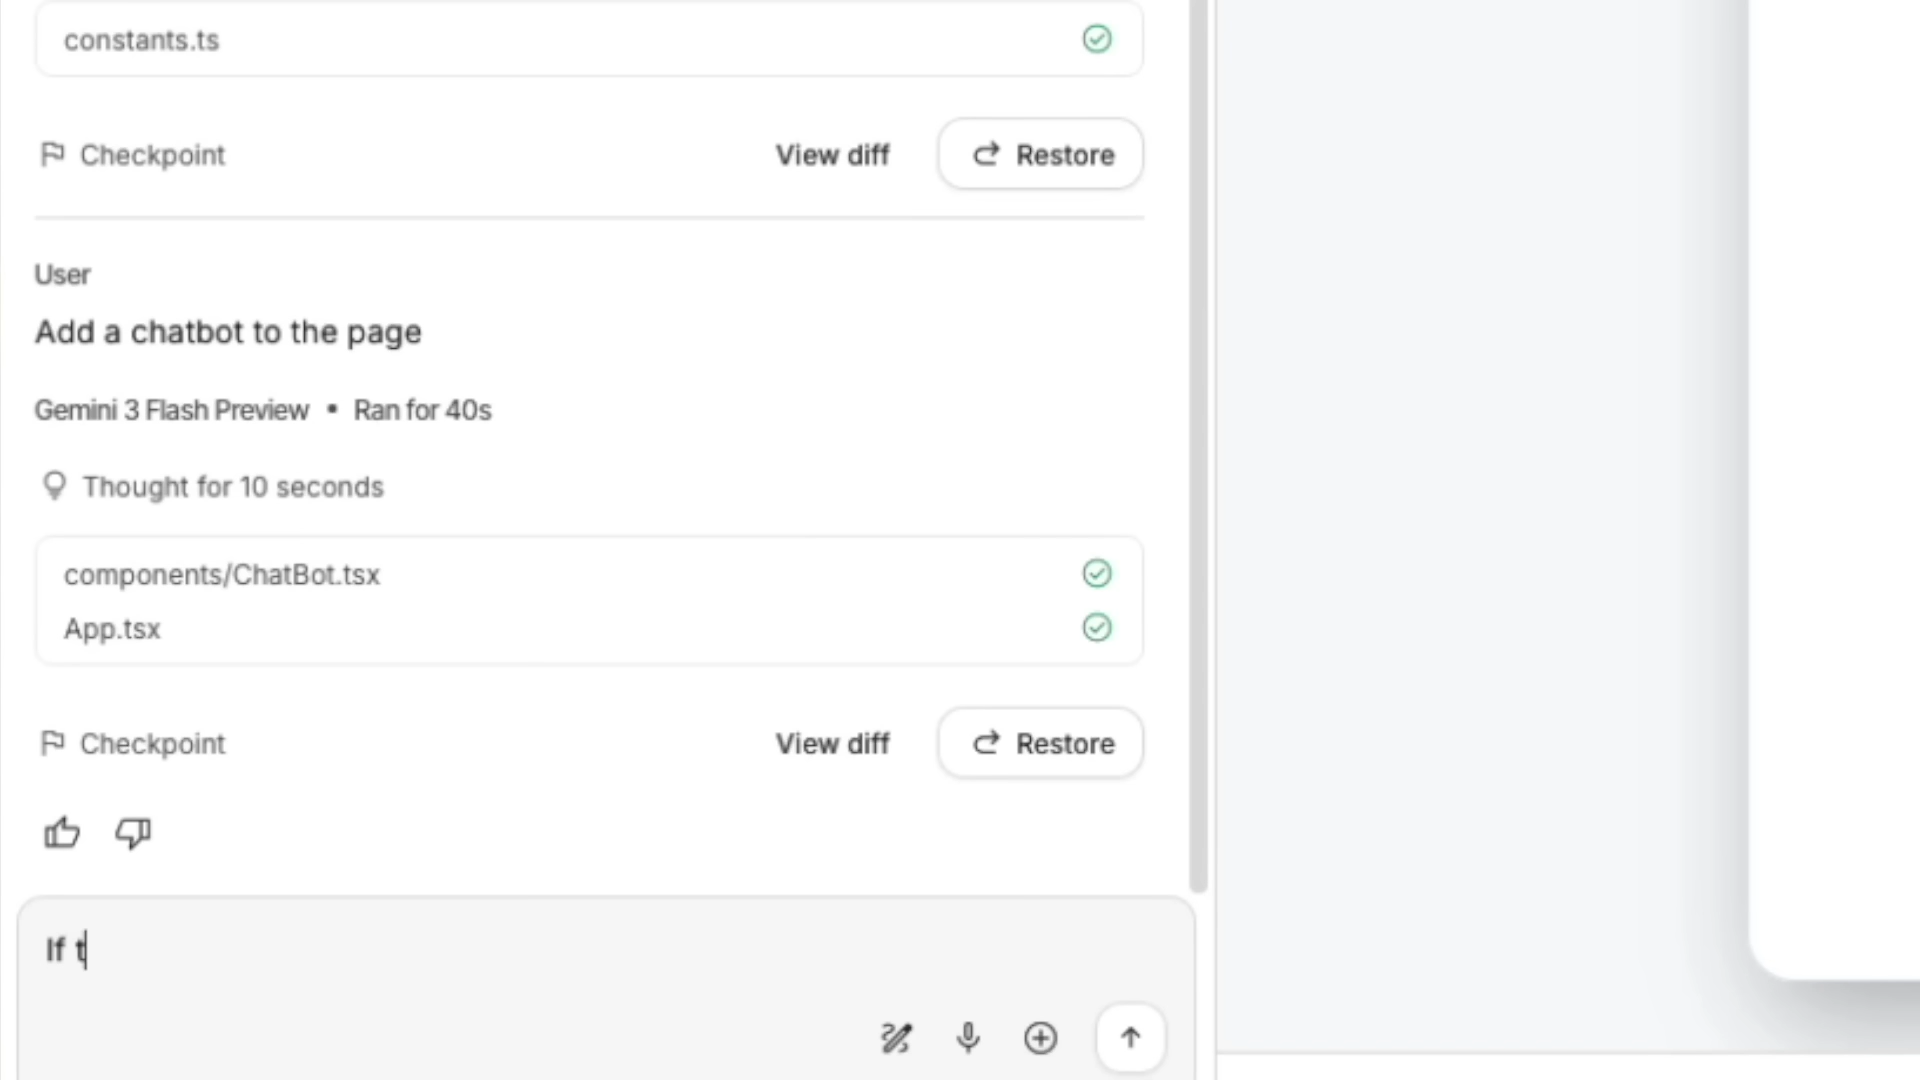 constants.ts
Checkpoint View diff Restore
User
Add a chatbot to the page
Gemini 3 Flash Preview • Ran for 40s
Thought for 10 seconds
components/ChatBot.tsx
App.tsx
Checkpoint View diff Restore
If t